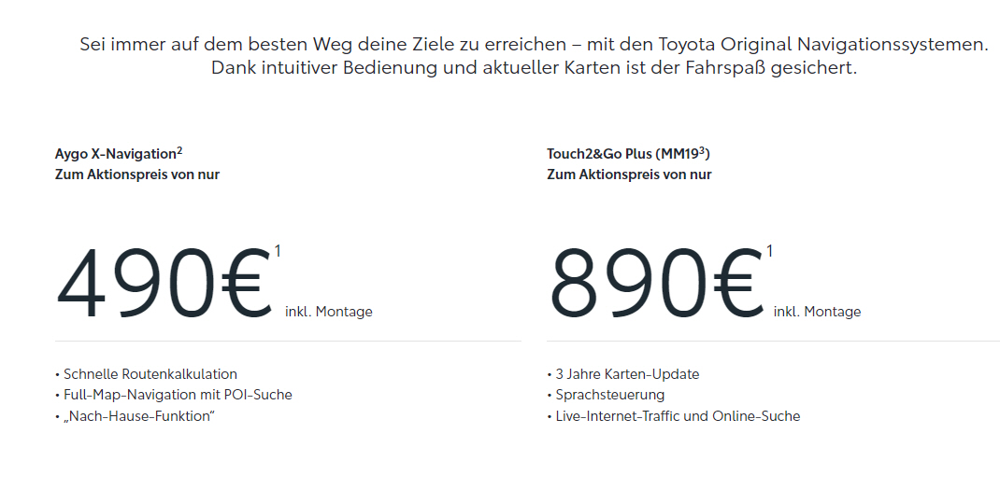 Sei immer auf dem besten Weg deine Ziele zu erreichen – mit den Toyota Original Navigationssystemen.
Dank intuitiver Bedienung und aktueller Karten ist der Fahrspaß gesichert.
Aygo X-Navigation²
Zum Aktionspreis von nur
490€¹ inkl. Montage
• Schnelle Routenkalkulation
• Full-Map-Navigation mit POI-Suche
• „Nach-Hause-Funktion“
Touch2&Go Plus (MM19³)
Zum Aktionspreis von nur
890€¹ inkl. Montage
• 3 Jahre Karten-Update
• Sprachsteuerung
• Live-Internet-Traffic und Online-Suche